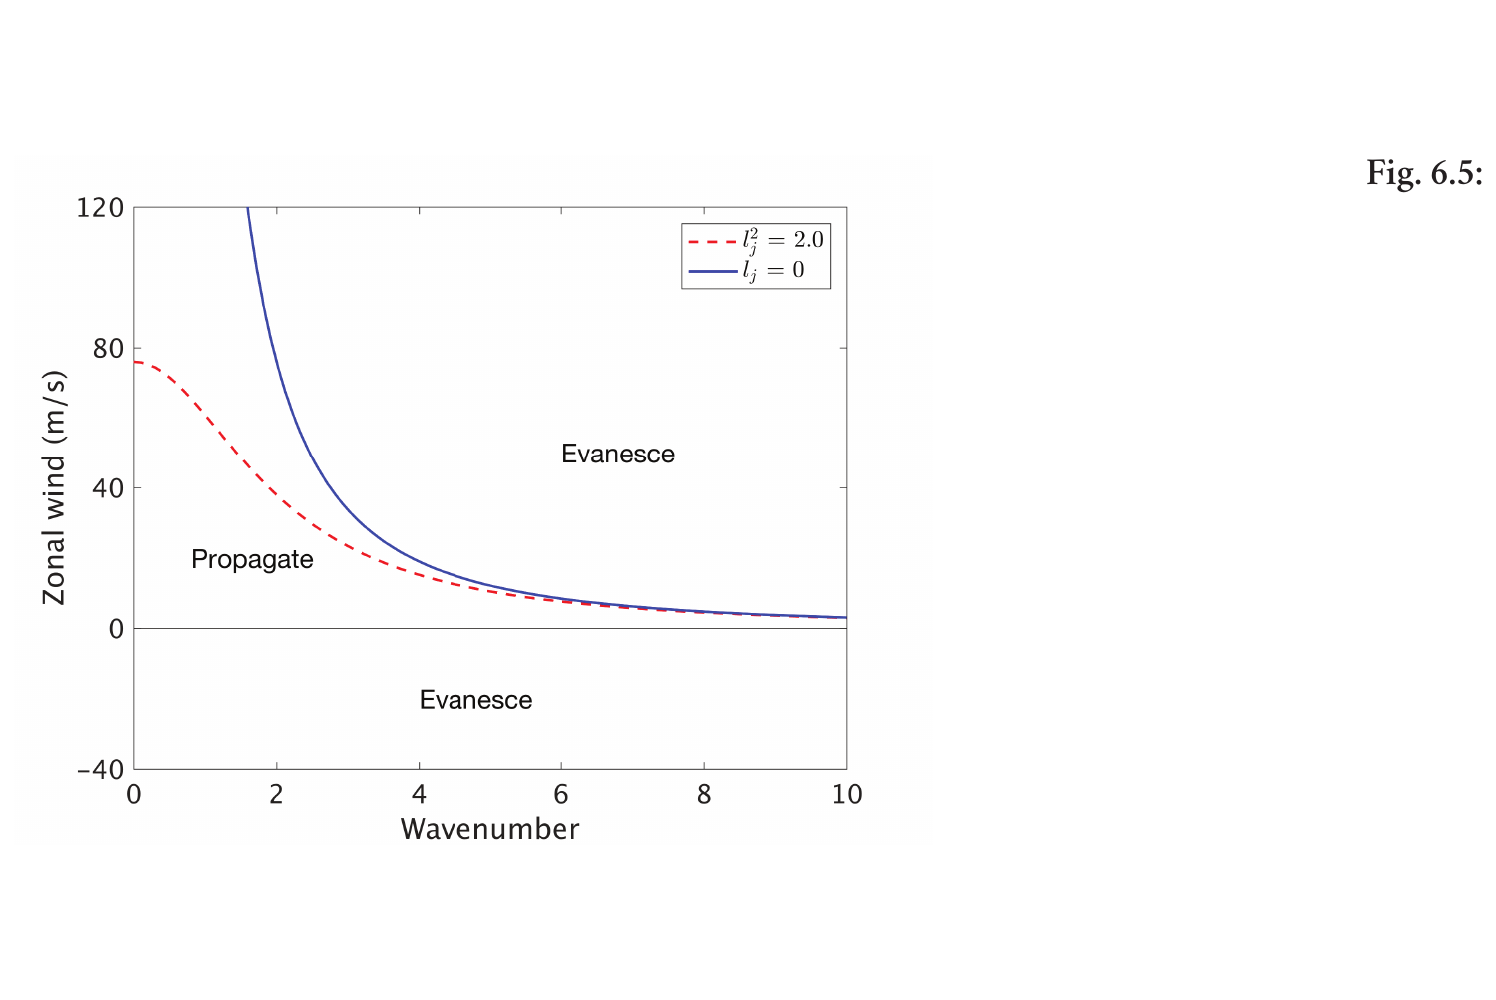 Fig. 6.5:
120
80
40
0
–40
Zonal wind (m/s)
$l_j^2 = 2.0$
$l_j = 0$
Evanesce
Propagate
Evanesce
0 2 4 6 8 10
Wavenumber